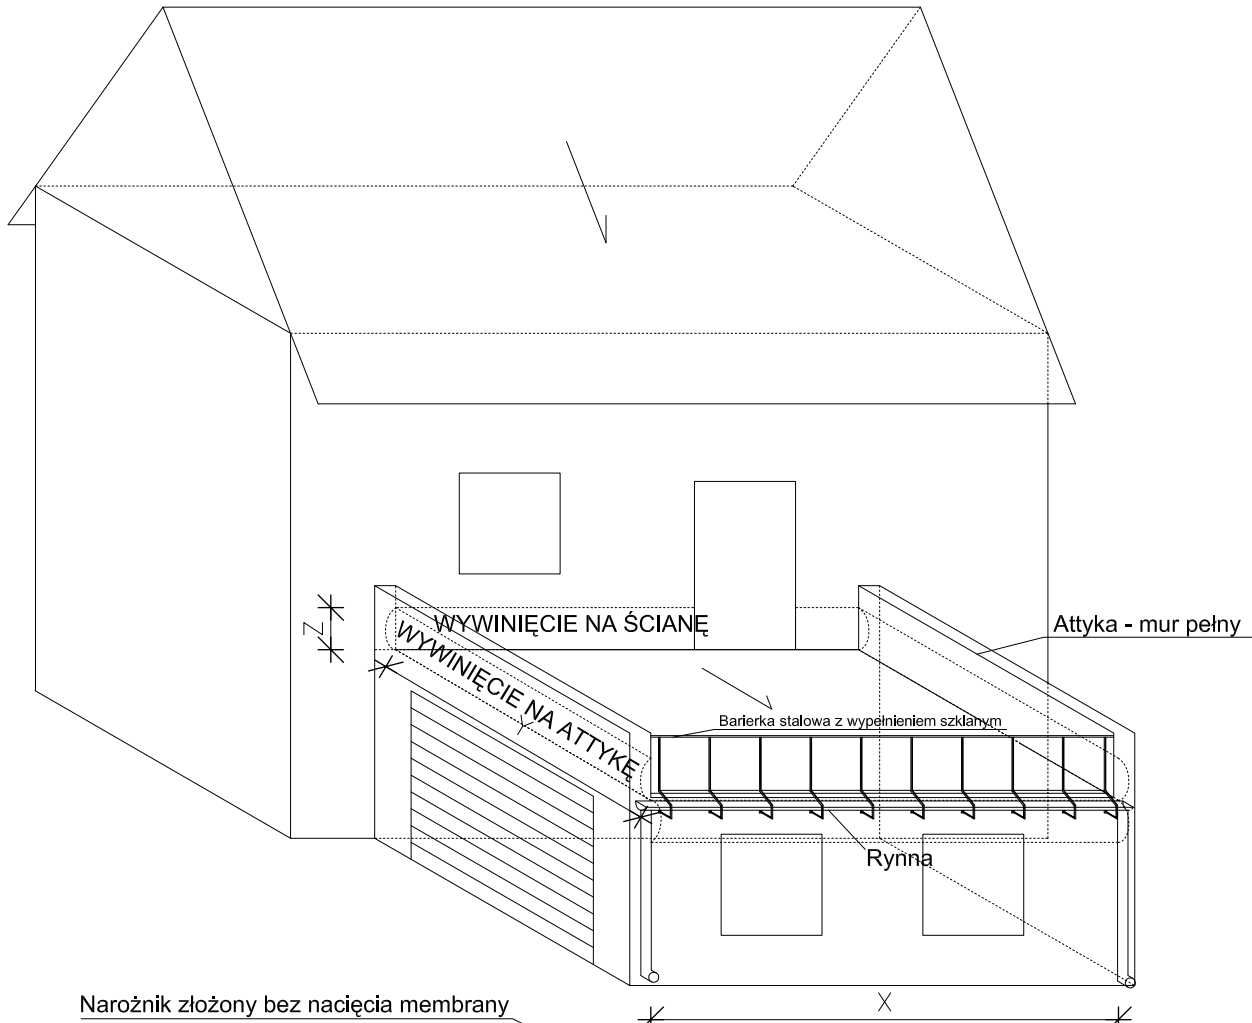 Z
WYWINIĘCIE NA ŚCIANĘ
WYWINIĘCIE NA ATTYKĘ
Y
Attyka - mur pełny
Barierka stalowa z wypełnieniem szklanym
Rynna
Narożnik złożony bez nacięcia membrany
X